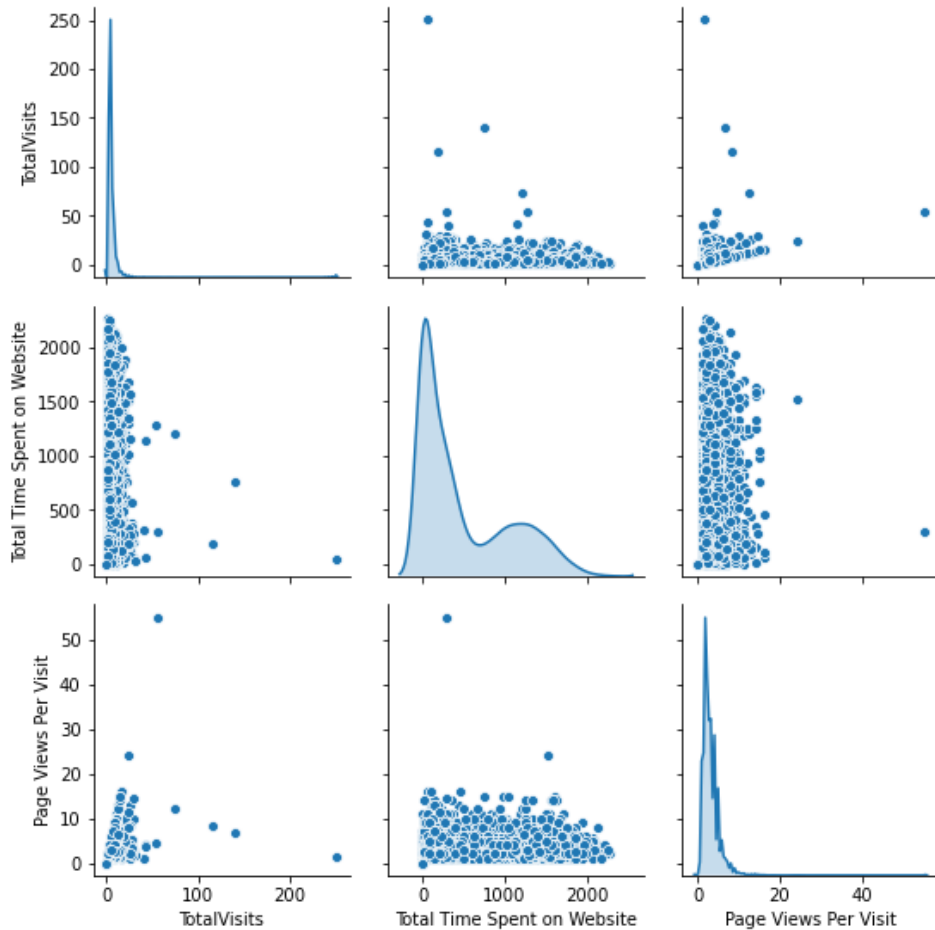 250
200
150
100
50
0
TotalVisits
2000
1500
1000
500
0
Total Time Spent on Website
50
40
30
20
10
0
Page Views Per Visit
0 200
TotalVisits
0 1000 2000
Total Time Spent on Website
0 20 40
Page Views Per Visit